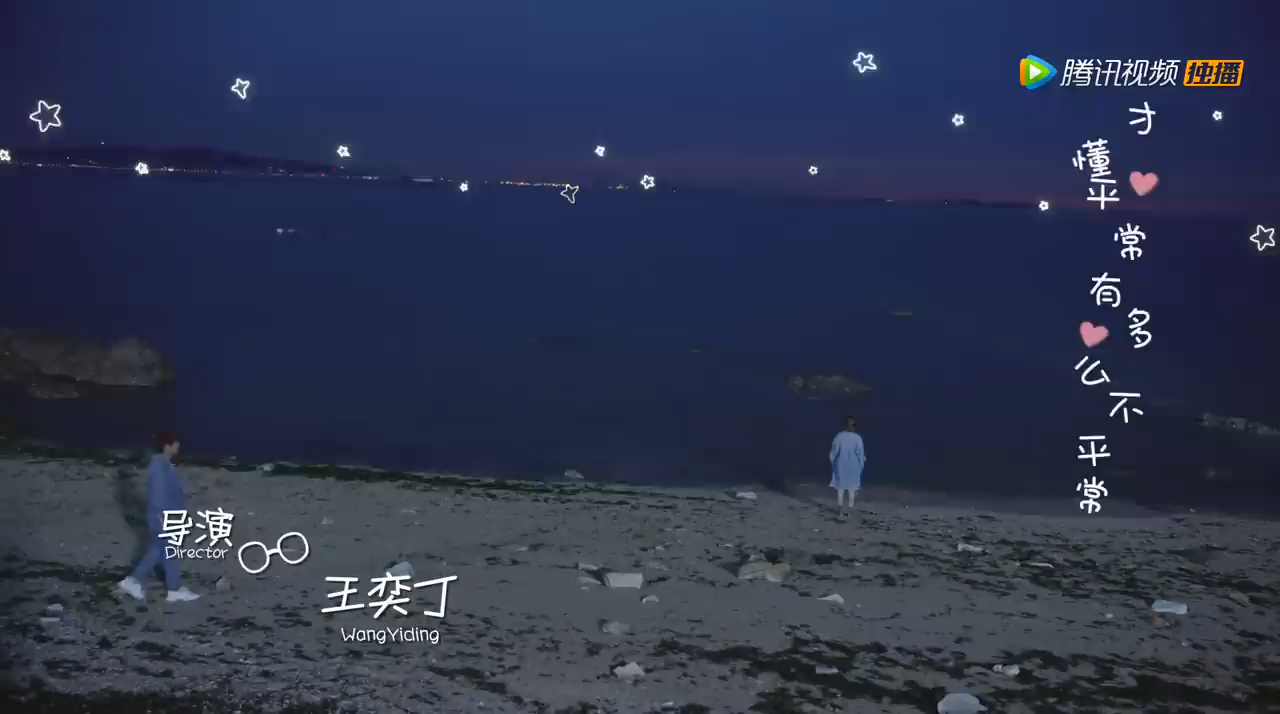 腾讯视频 独播
才懂平常有多么不平常
导演
Director
王奕丁
WangYiding